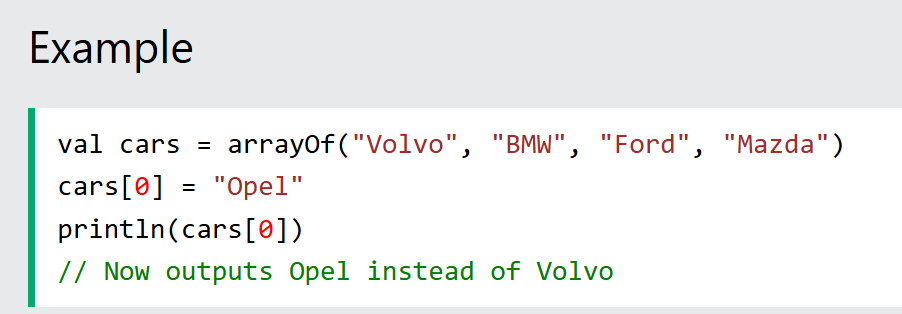 Example
val cars = arrayOf("Volvo", "BMW", "Ford", "Mazda")
cars[0] = "Opel"
println(cars[0])
// Now outputs Opel instead of Volvo